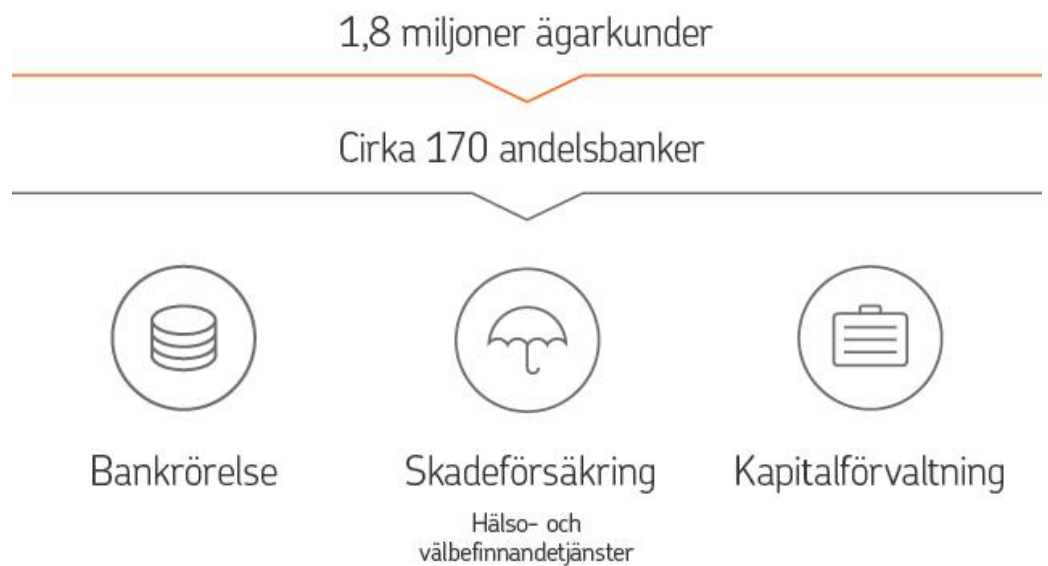 1,8 miljoner ägarkunder
Cirka 170 andelsbanker
Bankrörelse
Skadeförsäkring
Hälso- och
välbefinnandetjänster
Kapitalförvaltning